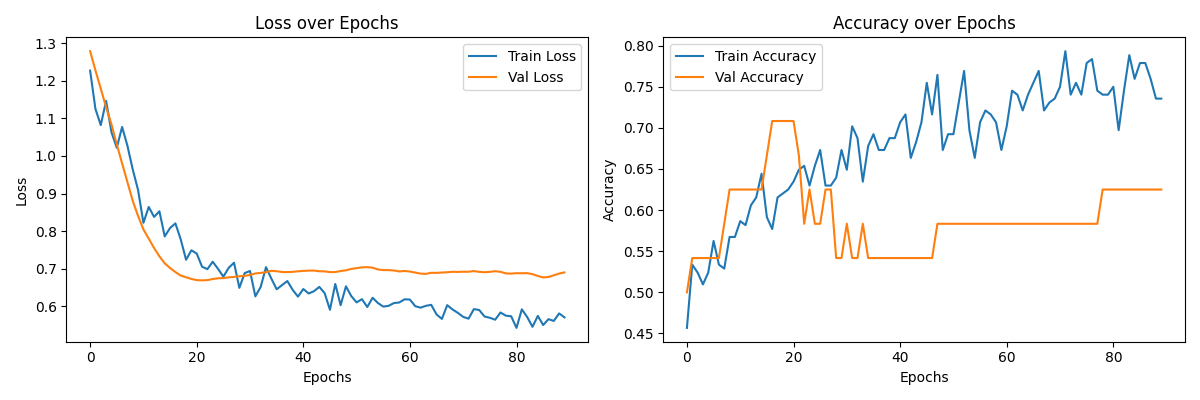 Loss over Epochs
Train Loss
Val Loss
1.3
1.2
1.1
1.0
0.9
0.8
0.7
0.6
Loss
0 20 40 60 80
Epochs
Accuracy over Epochs
Train Accuracy
Val Accuracy
0.80
0.75
0.70
0.65
0.60
0.55
0.50
0.45
Accuracy
0 20 40 60 80
Epochs